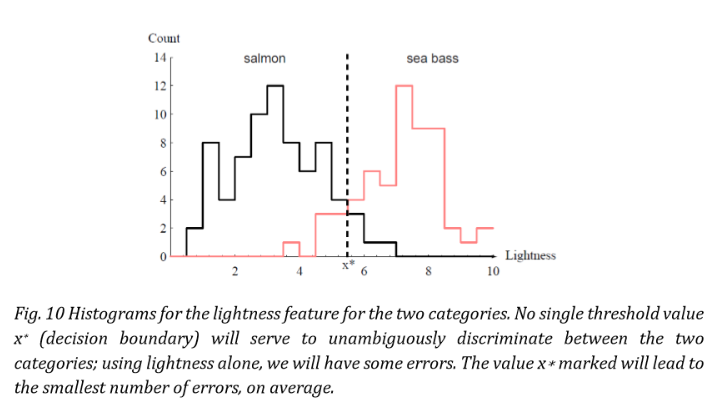 Count
salmon
sea bass
14
12
10
8
6
4
2
0
2 4 x* 6 8 10
Lightness
Fig. 10 Histograms for the lightness feature for the two categories. No single threshold value
x* (decision boundary) will serve to unambiguously discriminate between the two
categories; using lightness alone, we will have some errors. The value x* marked will lead to
the smallest number of errors, on average.